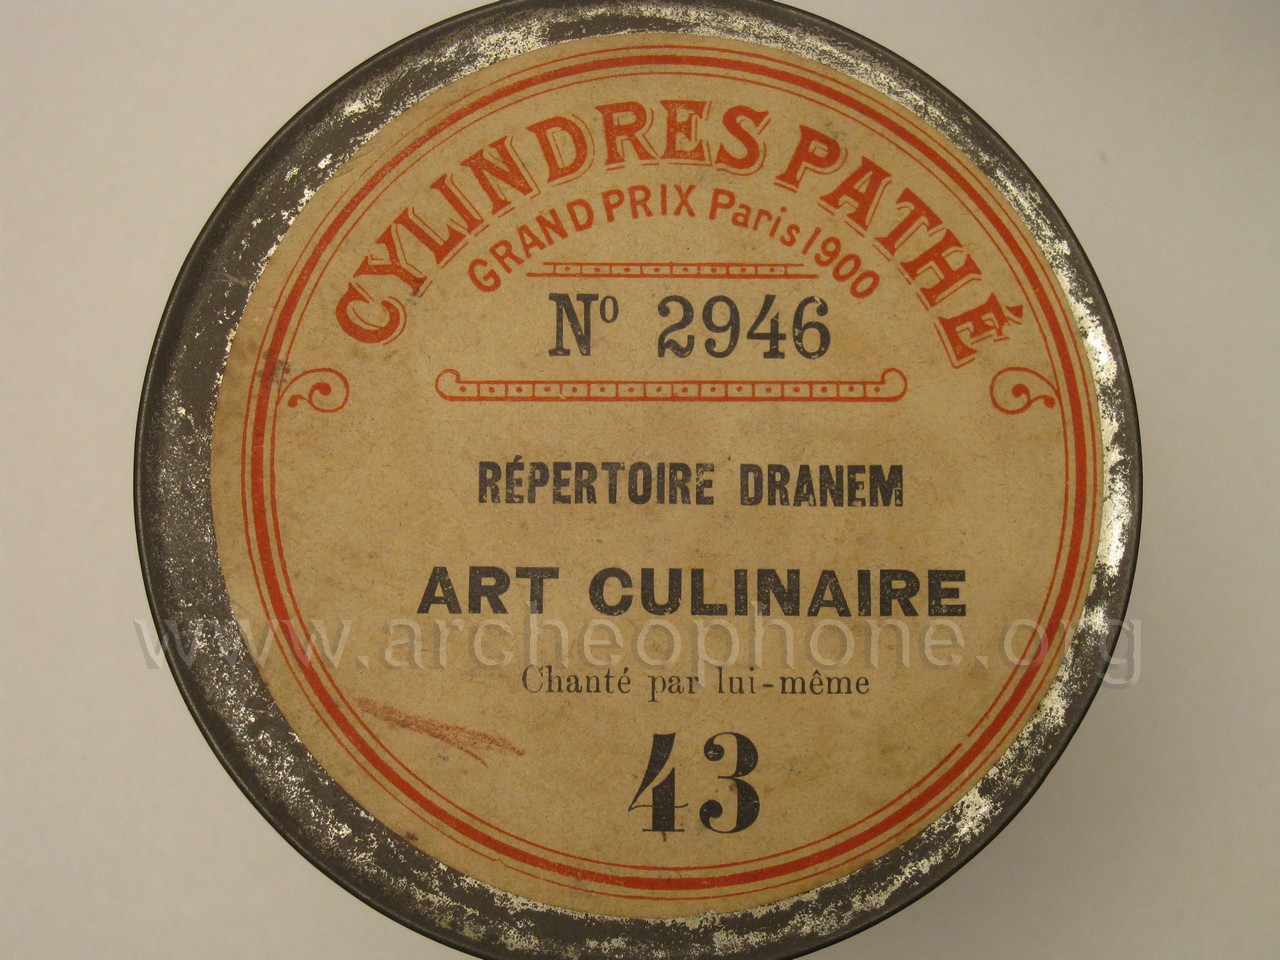 CYLINDRES PATHÉ
GRAND PRIX Paris 1900
Nº 2946
RÉPERTOIRE DRANEM
ART CULINAIRE
www.archeophone.org
Chanté par lui-même
43